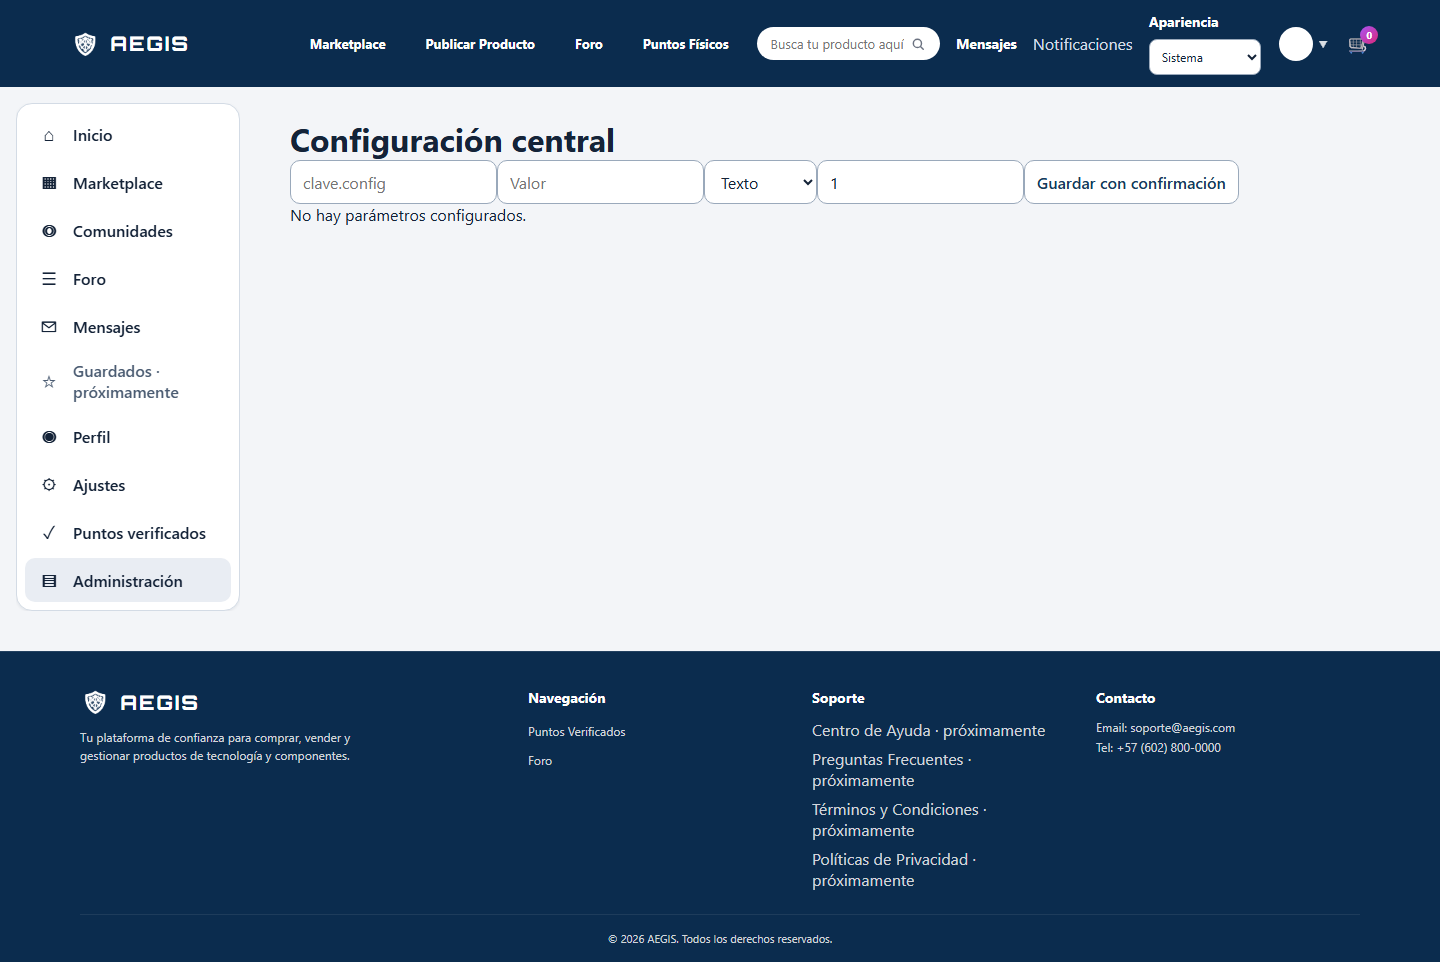 AEGIS
Marketplace
Publicar Producto
Foro
Puntos Físicos
Busca tu producto aquí
Mensajes
Notificaciones
Apariencia
Sistema
0
Inicio
Marketplace
Comunidades
Foro
Mensajes
Guardados ·
próximamente
Perfil
Ajustes
Puntos verificados
Administración
Configuración central
clave.config
Valor
Texto
1
Guardar con confirmación
No hay parámetros configurados.
AEGIS
Tu plataforma de confianza para comprar, vender y
gestionar productos de tecnología y componentes.
Navegación
Puntos Verificados
Foro
Soporte
Centro de Ayuda · próximamente
Preguntas Frecuentes ·
próximamente
Términos y Condiciones ·
próximamente
Políticas de Privacidad ·
próximamente
Contacto
Email: soporte@aegis.com
Tel: +57 (602) 800-0000
© 2026 AEGIS. Todos los derechos reservados.